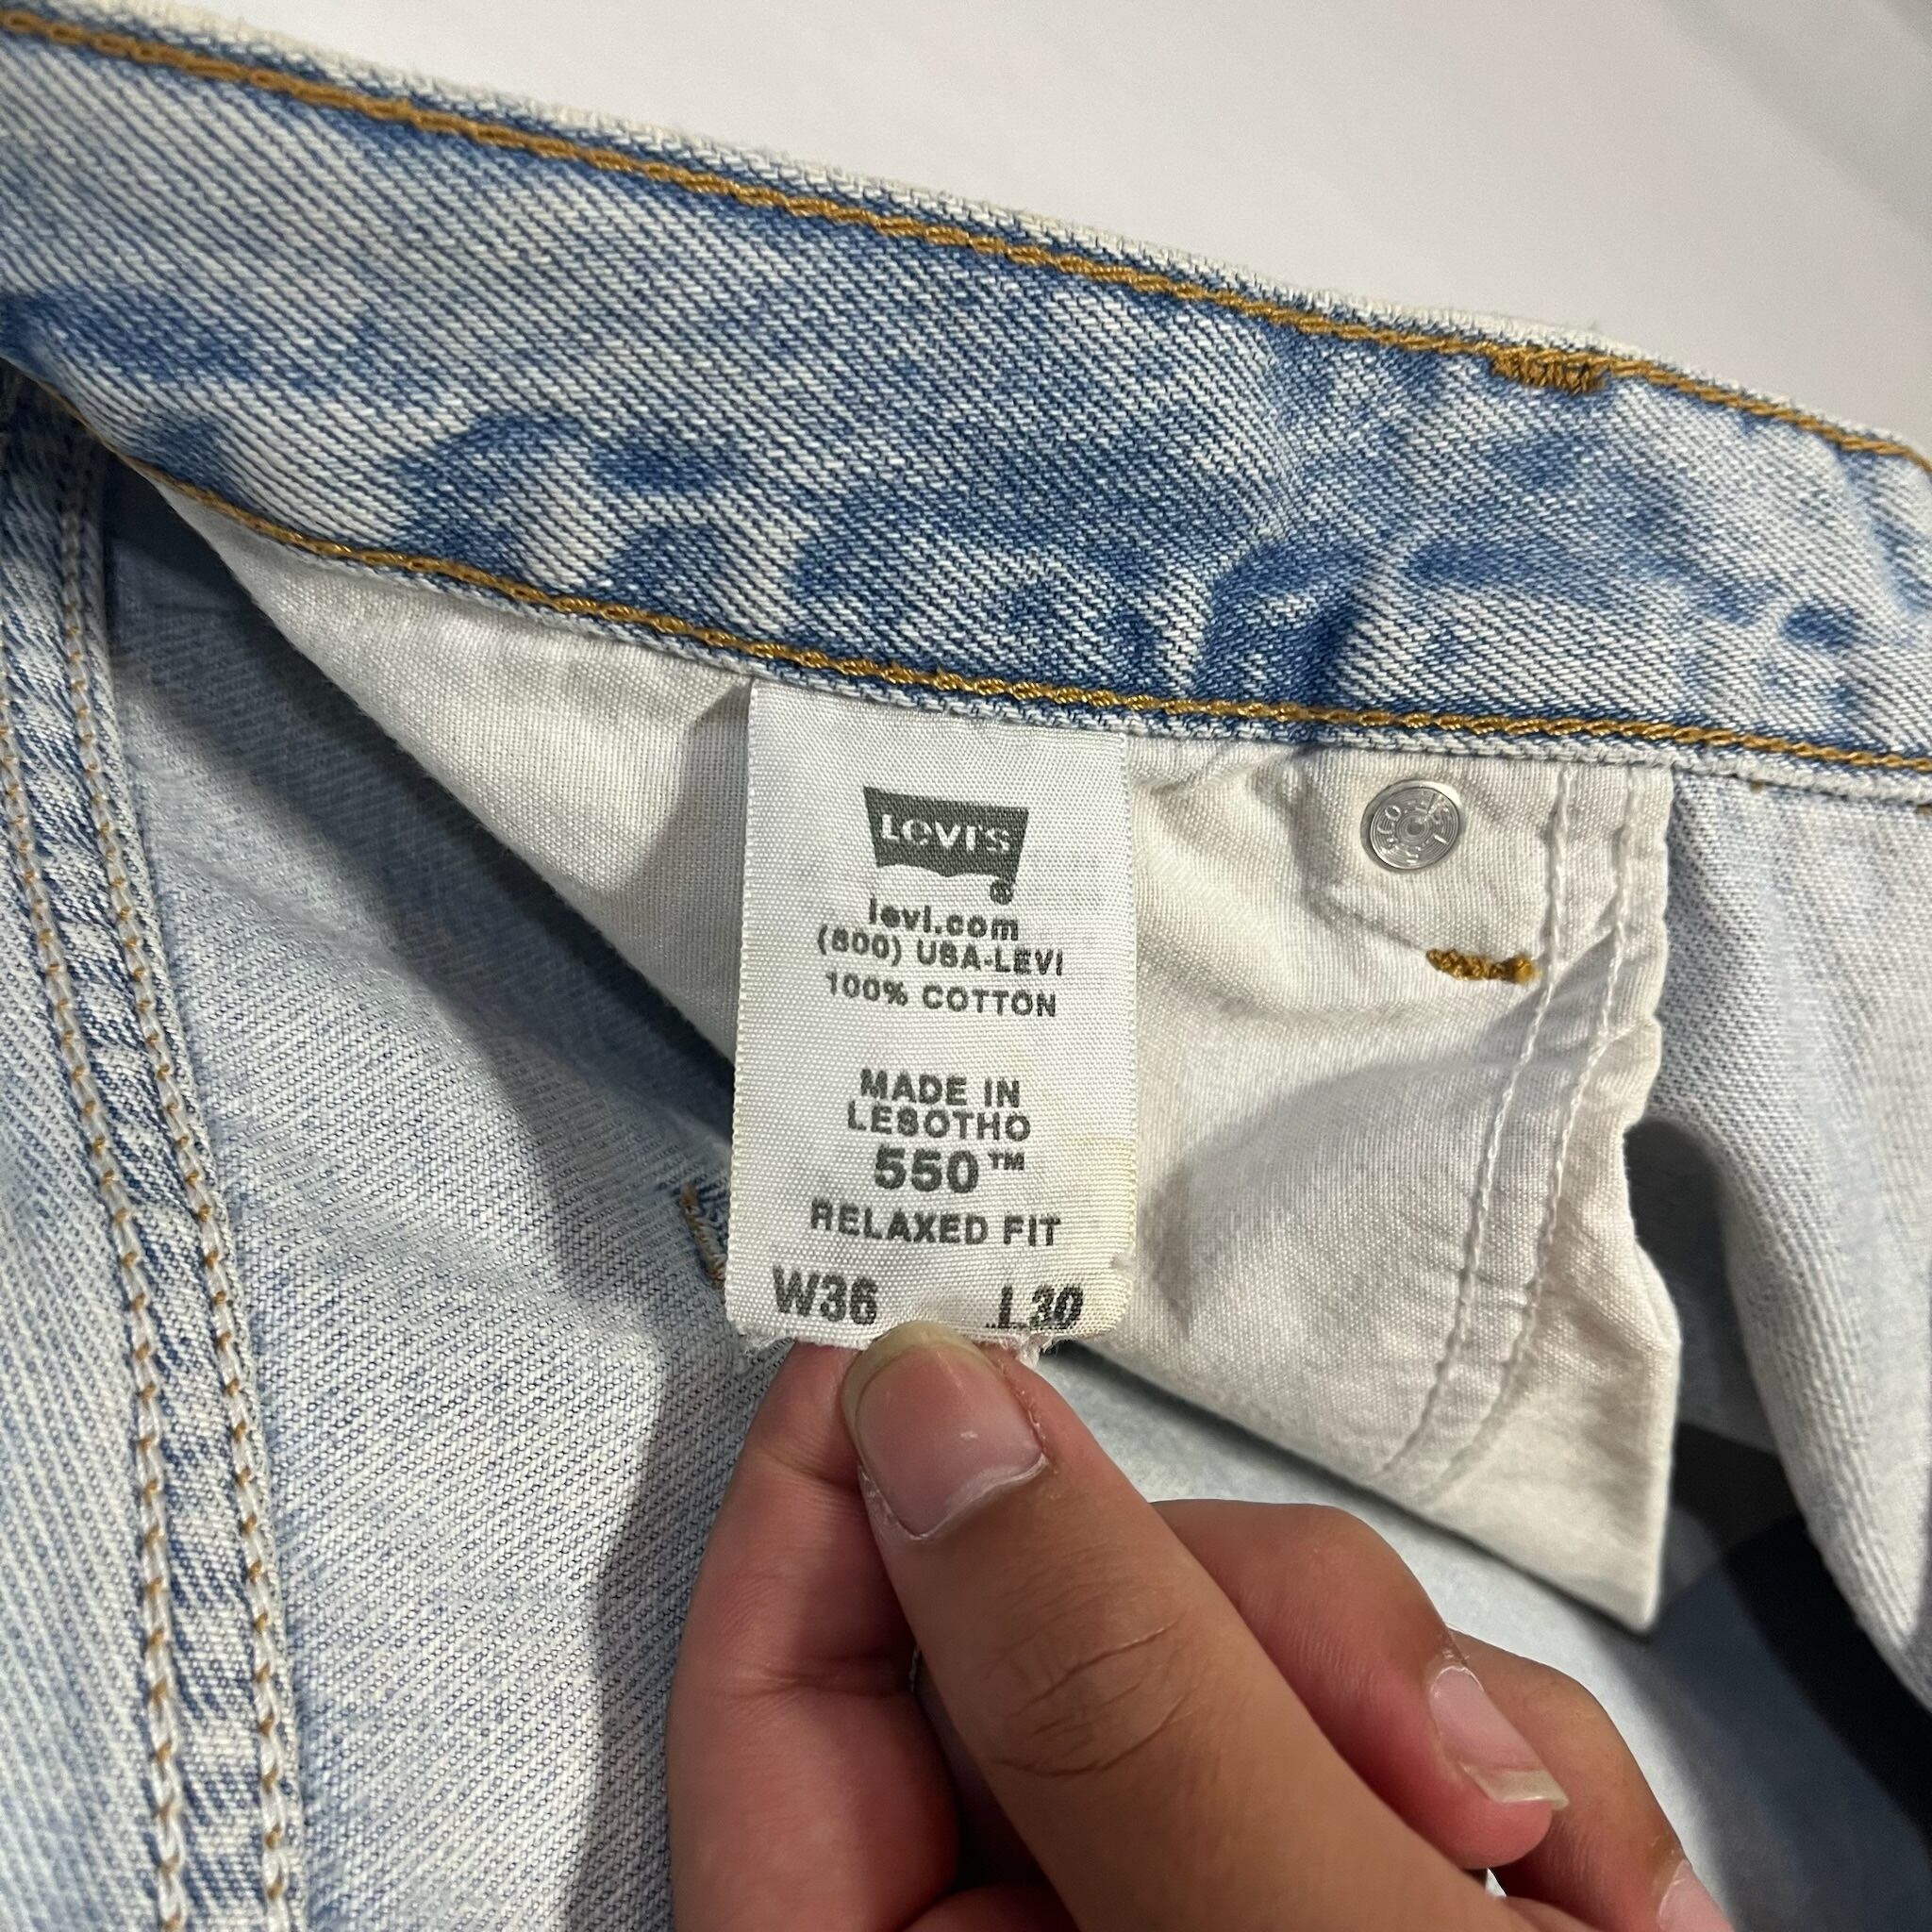 LEVI'S®
levi.com
(800) USA-LEVI
100% COTTON
MADE IN
LESOTHO
550™
RELAXED FIT
W36 L30